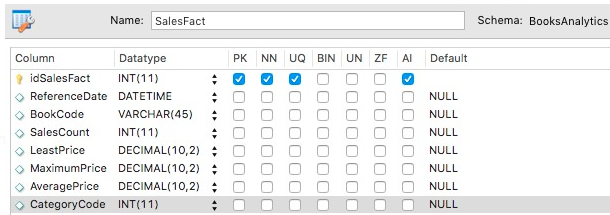 Name: SalesFact Schema: BooksAnalytics
Column Datatype PK NN UQ BIN UN ZF AI Default
idSalesFact INT(11)
ReferenceDate DATETIME NULL
BookCode VARCHAR(45) NULL
SalesCount INT(11) NULL
LeastPrice DECIMAL(10,2) NULL
MaximumPrice DECIMAL(10,2) NULL
AveragePrice DECIMAL(10,2) NULL
CategoryCode INT(11) NULL